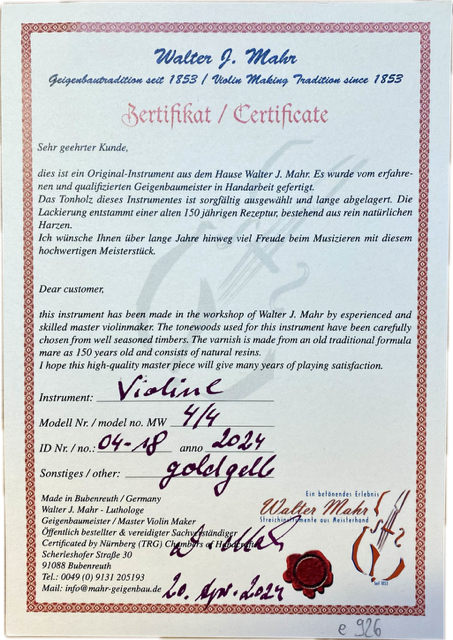 Walter J. Mahr
Geigenbautradition seit 1853 / Violin Making Tradition since 1853
Zertifikat / Certificate
Sehr geehrter Kunde,
dies ist ein Original-Instrument aus dem Hause Walter J. Mahr. Es wurde vom erfahre-
nen und qualifizierten Geigenbaumeister in Handarbeit gefertigt.
Das Tonholz dieses Instrumentes ist sorgfältig ausgewählt und lange abgelagert. Die
Lackierung entstammt einer alten 150 jährigen Rezeptur, bestehend aus rein natürlichen
Harzen.
Ich wünsche Ihnen über lange Jahre hinweg viel Freude beim Musizieren mit diesem
hochwertigen Meisterstück.
Dear customer,
this instrument has been made in the workshop of Walter J. Mahr by esperienced and
skilled master violinmaker. The tonewoods used for this instrument have been carefully
chosen from well seasoned timbers. The varnish is made from an old traditional formula
mare as 150 years old and consists of natural resins.
I hope this high-quality master piece will give many years of playing satisfaction.
Instrument: Violine
Modell Nr. / model no. MW 4/4
ID Nr. / no.: 04-18 anno 2024
Sonstiges / other: goldgelb
Made in Bubenreuth / Germany
Walter J. Mahr - Luthologe
Geigenbaumeister / Master Violin Maker
Öffentlich bestellter & vereidigter Sachverständiger
Certificated by Nürnberg (TRG) Chambers of Handcraft
Scherleshofer Straße 30
91088 Bubenreuth
Tel.: 0049 (0) 9131 205193
Mail: info@mahr-geigenbau.de
20. Apr. 2024
Ein betönendes Erlebnis
Walter Mahr
Streichinstrumente aus Meisterhand
seit 1853
e 926